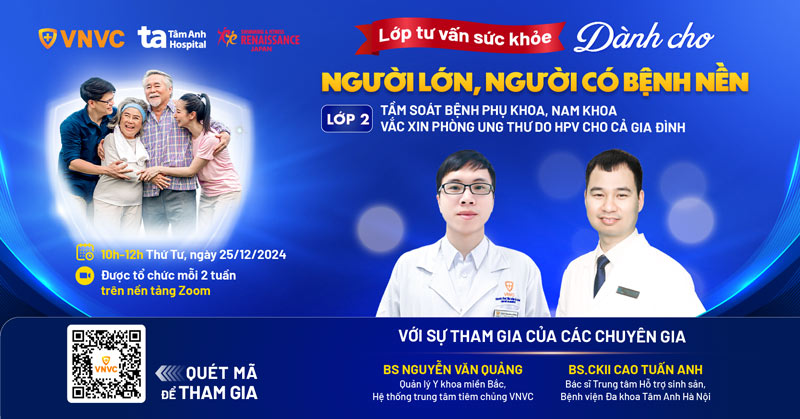 VNVC
ta Tâm Anh
Hospital
RENAISSANCE
JAPAN
Lớp tư vấn sức khỏe Dành cho
NGƯỜI LỚN, NGƯỜI CÓ BỆNH NỀN
LỚP 2
TẦM SOÁT BỆNH PHỤ KHOA, NAM KHOA
VẮC XIN PHÒNG UNG THƯ DO HPV CHO CẢ GIA ĐÌNH
10h-12h Thứ Tư, ngày 25/12/2024
Được tổ chức mỗi 2 tuần
trên nền tảng Zoom
VNVC
VNVC
QUÉT MÃ
ĐỂ THAM GIA
VỚI SỰ THAM GIA CỦA CÁC CHUYÊN GIA
BS NGUYỄN VĂN QUẢNG
Quản lý Y khoa miền Bắc,
Hệ thống trung tâm tiêm chủng VNVC
BS.CKII CAO TUẤN ANH
Bác sĩ Trung tâm Hỗ trợ sinh sản,
Bệnh viện Đa khoa Tâm Anh Hà Nội